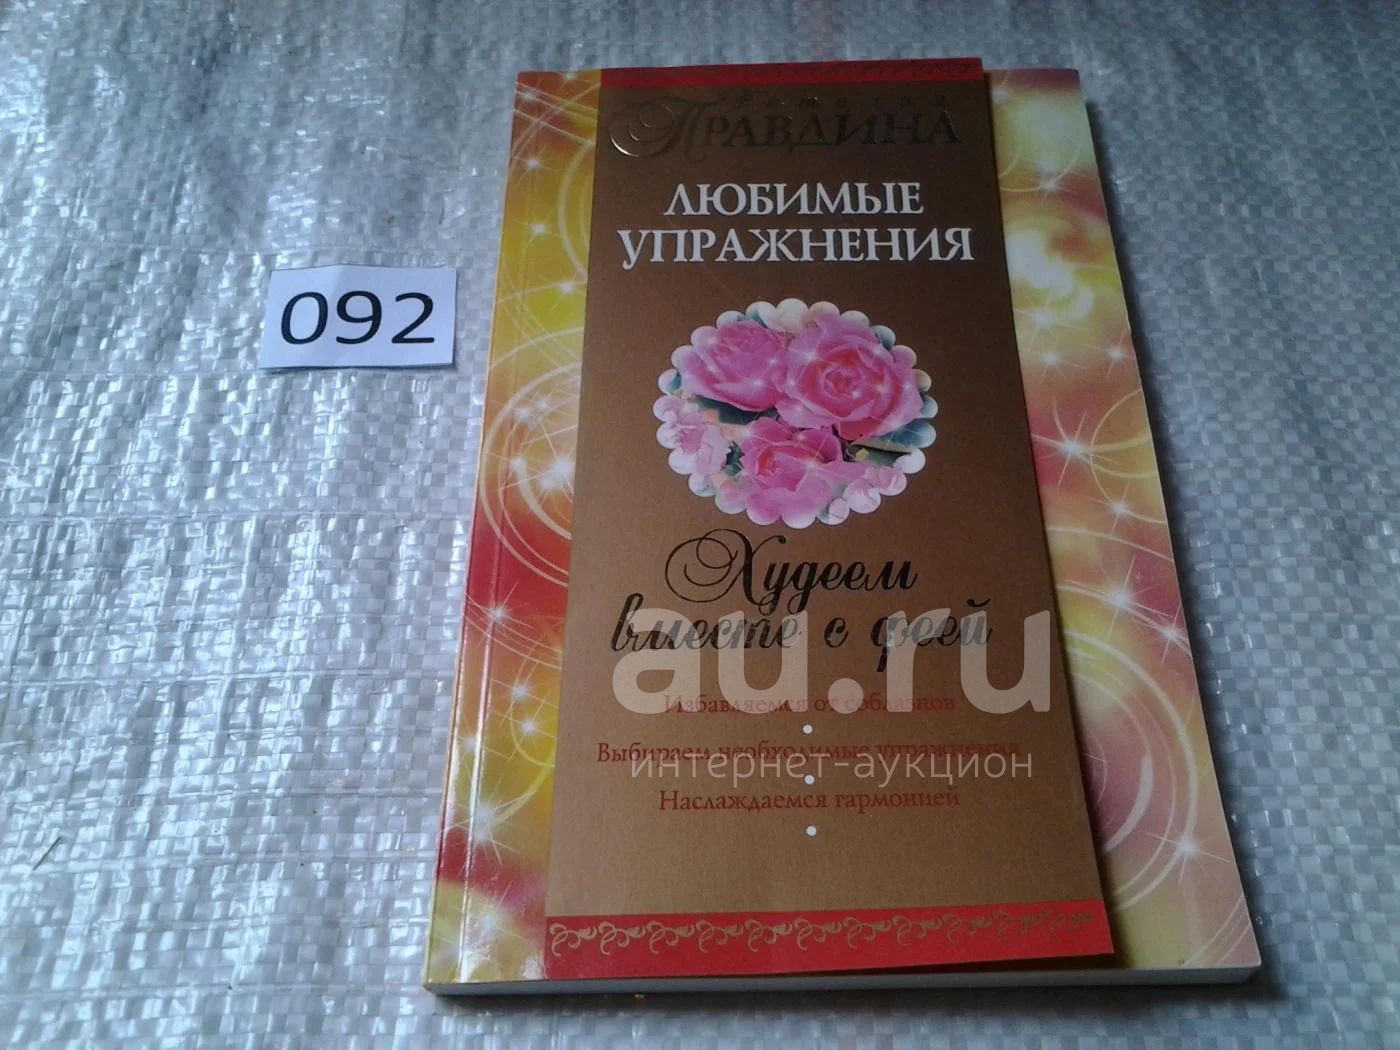 Наталия
ПРАВДИНА
ЛЮБИМЫЕ
УПРАЖНЕНИЯ
092
Худеем
вместе с феей
au.ru
Избавляемся от соблазнов
Выбираем необходимые упражнения
интернет-аукцион
Наслаждаемся гармонией